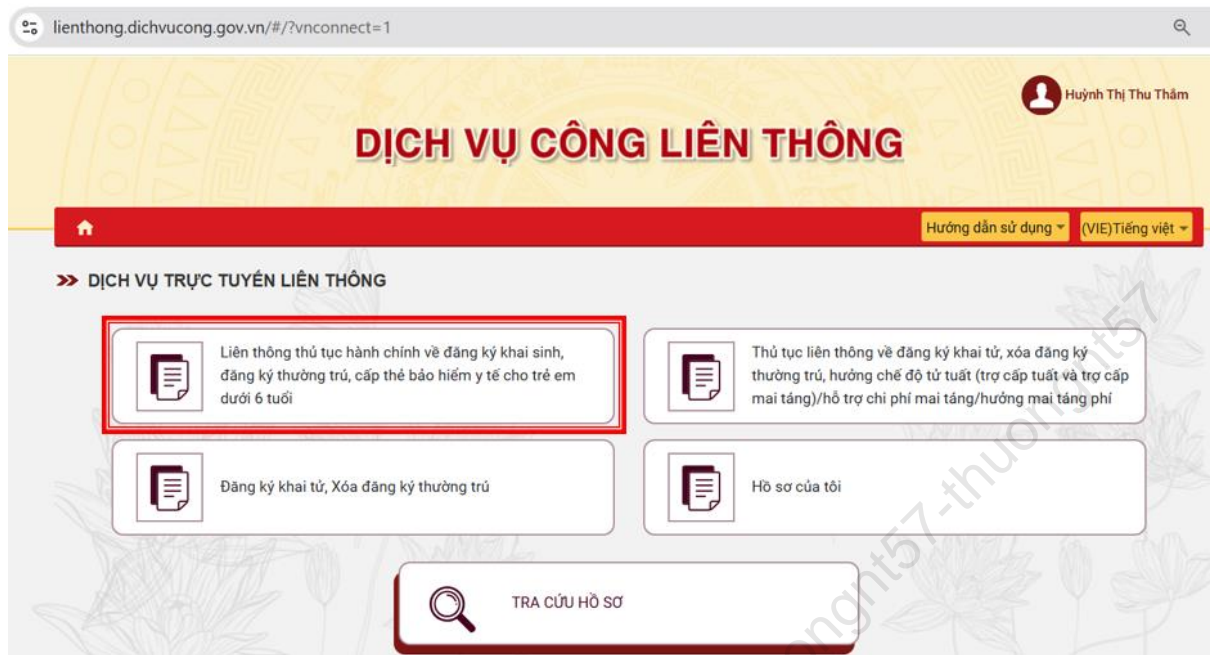 lienthong.dichvucong.gov.vn/#/?vnconnect=1
Huỳnh Thị Thu Thắm
DỊCH VỤ CÔNG LIÊN THÔNG
Hướng dẫn sử dụng
(VIE)Tiếng việt
DỊCH VỤ TRỰC TUYẾN LIÊN THÔNG
Liên thông thủ tục hành chính về đăng ký khai sinh,
đăng ký thường trú, cấp thẻ bảo hiểm y tế cho trẻ em
dưới 6 tuổi
Thủ tục liên thông về đăng ký khai tử, xóa đăng ký
thường trú, hưởng chế độ tử tuất (trợ cấp tuất và trợ cấp
mai táng)/hỗ trợ chi phí mai táng/hưởng mai táng phí
Đăng ký khai tử, Xóa đăng ký thường trú
Hồ sơ của tôi
TRA CỨU HỒ SƠ